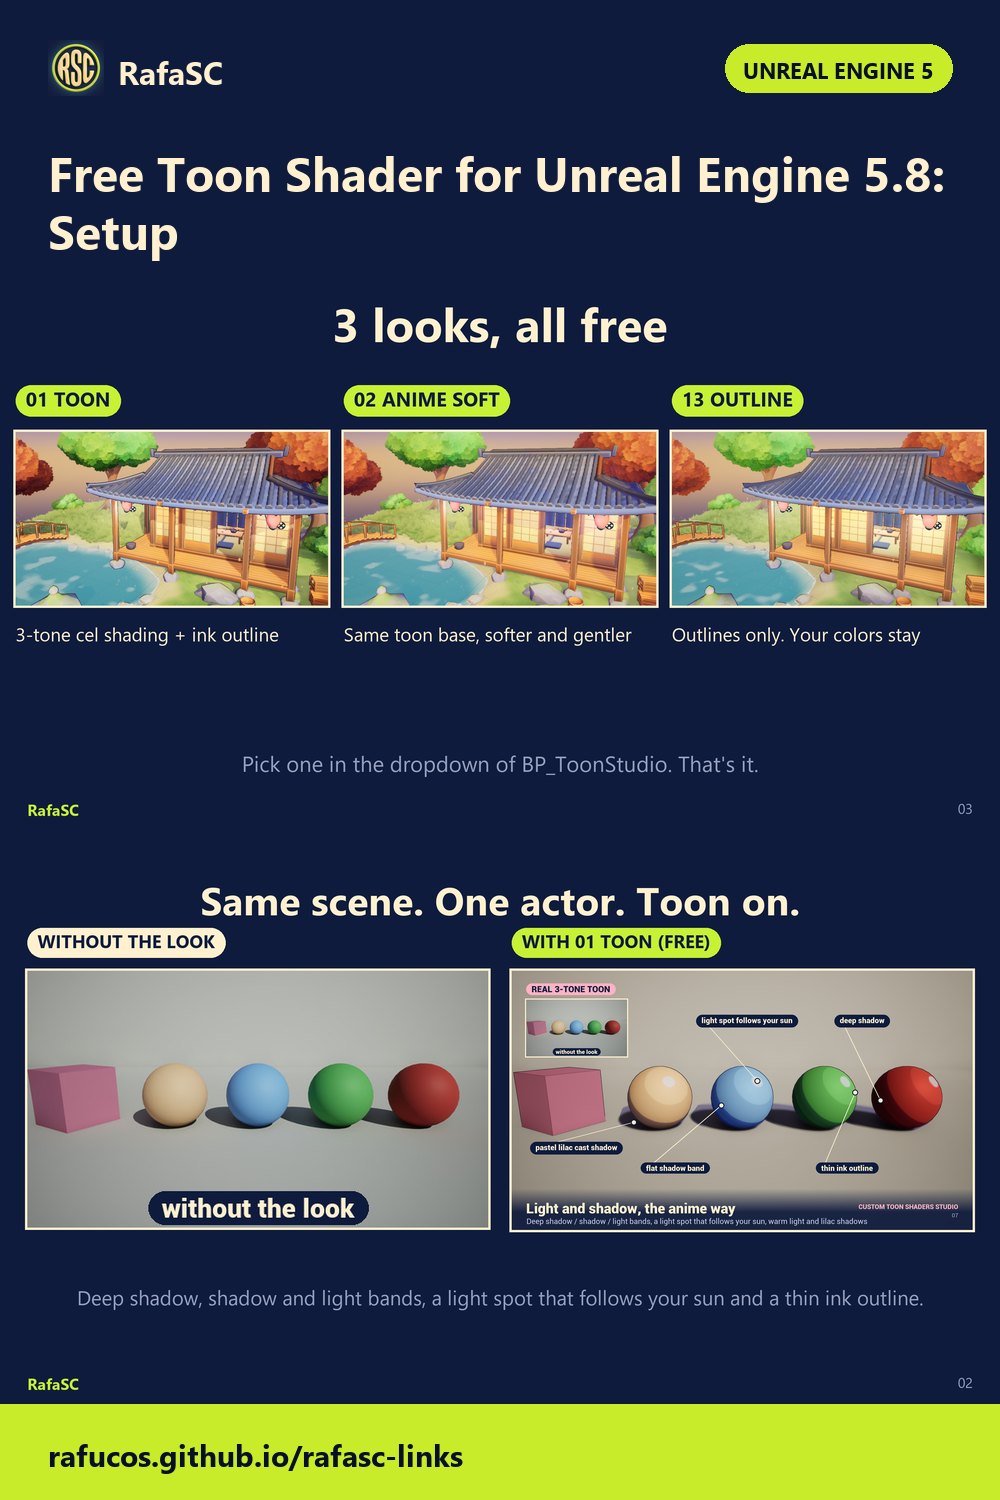 RSC
RafaSC
UNREAL ENGINE 5
Free Toon Shader for Unreal Engine 5.8:
Setup
3 looks, all free
01 TOON
02 ANIME SOFT
13 OUTLINE
3-tone cel shading + ink outline
Same toon base, softer and gentler
Outlines only. Your colors stay
Pick one in the dropdown of BP_ToonStudio. That's it.
RafaSC
03
Same scene. One actor. Toon on.
WITHOUT THE LOOK
WITH 01 TOON (FREE)
without the look
REAL 3-TONE TOON
without the look
light spot follows your sun
deep shadow
pastel lilac cast shadow
flat shadow band
thin ink outline
Light and shadow, the anime way
Deep shadow / shadow / light bands, a light spot that follows your sun, warm light and lilac shadows
CUSTOM TOON SHADERS STUDIO
07
Deep shadow, shadow and light bands, a light spot that follows your sun and a thin ink outline.
RafaSC
02
rafucos.github.io/rafasc-links